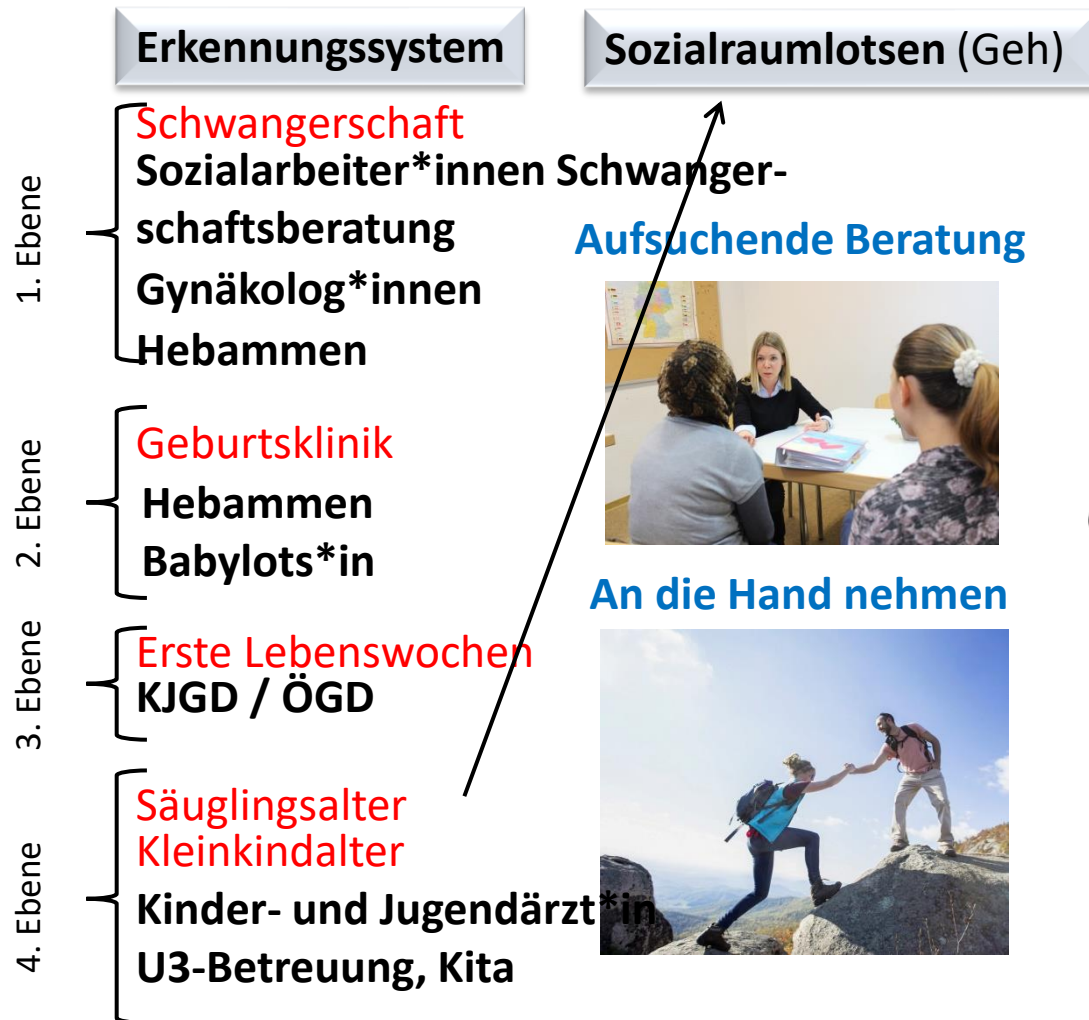 Erkennungssystem
Sozialraumlotsen (Geh)
1. Ebene
Schwangerschaft
Sozialarbeiter*innen Schwanger-
schaftsberatung
Gynäkolog*innen
Hebammen
2. Ebene
Geburtsklinik
Hebammen
Babylots*in
3. Ebene
Erste Lebenswochen
KJGD / ÖGD
4. Ebene
Säuglingsalter
Kleinkindalter
Kinder- und Jugendärzt*in
U3-Betreuung, Kita
Aufsuchende Beratung
An die Hand nehmen